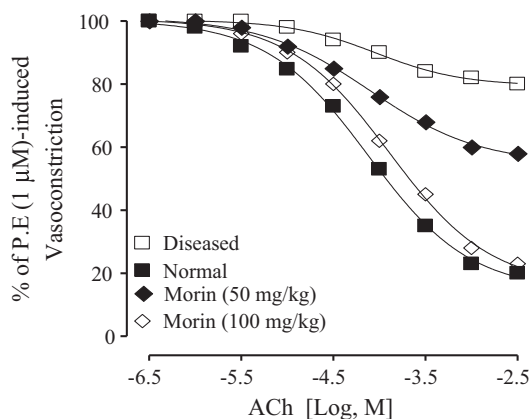 100
80
60
40
20
0
% of P.E (1 µM)-induced
Vasoconstriction
Diseased
Normal
Morin (50 mg/kg)
Morin (100 mg/kg)
-6.5 -5.5 -4.5 -3.5 -2.5
ACh [Log, M]